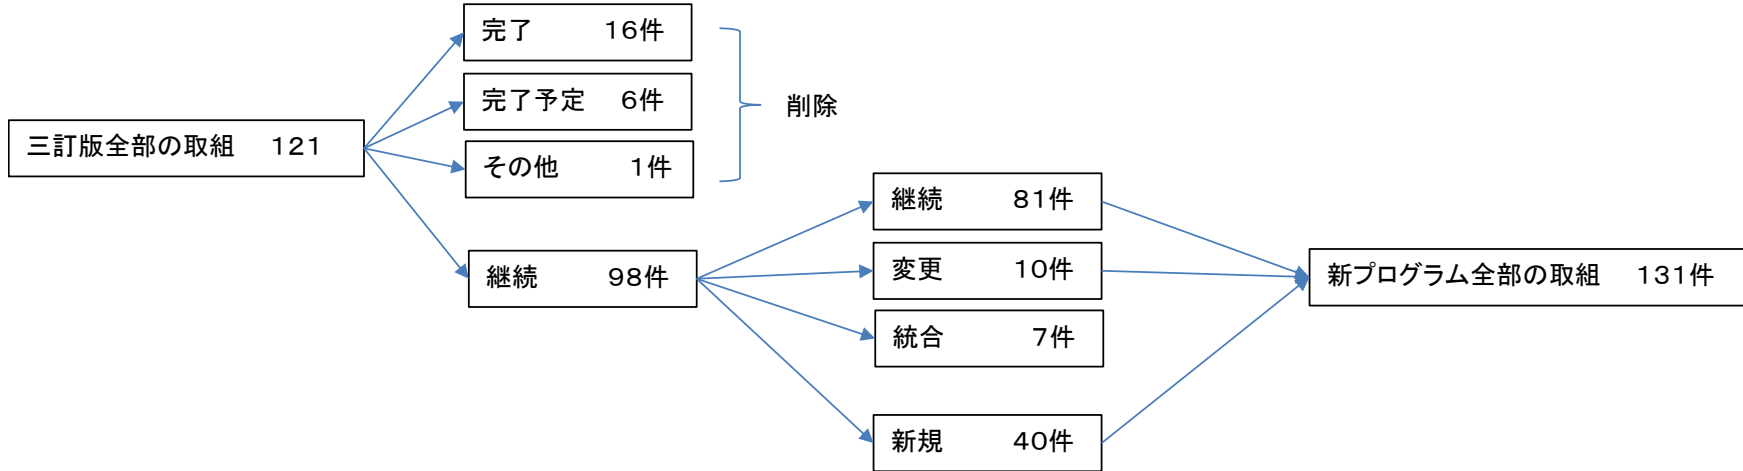 完了 16件
完了予定 6件
削除
三訂版全部の取組 121
その他 1件
継続 81件
継続 98件
変更 10件
新プログラム全部の取組 131件
統合 7件
新規 40件